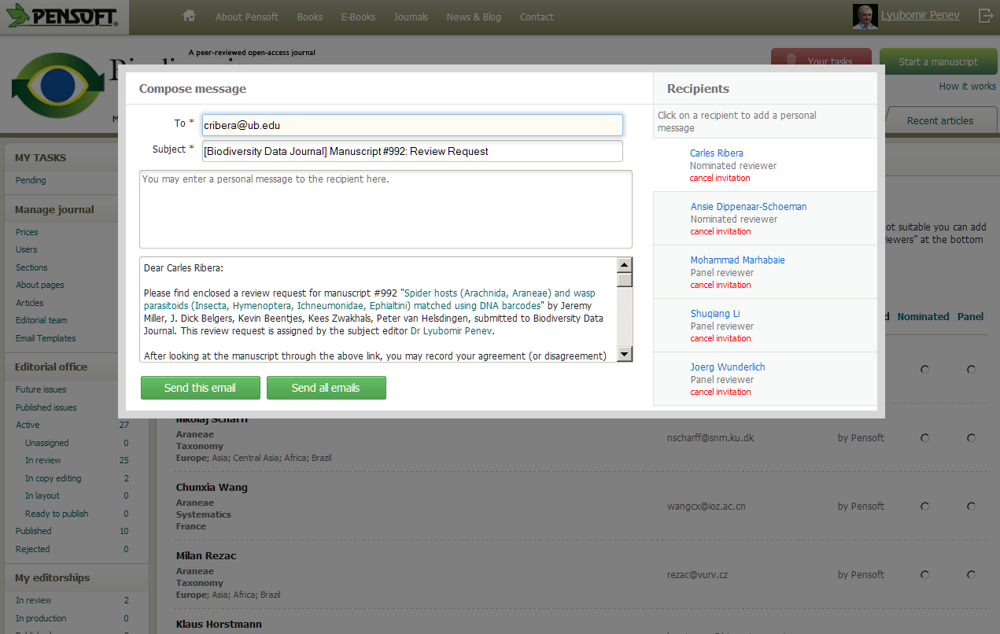 PENSOFT.
About Pensoft
Books
E-Books
Journals
News & Blog
Contact
Lyubomir Penev
A peer-reviewed open-access journal
Your tasks
Start a manuscript
How it works
Recent articles
MY TASKS
Pending
Manage journal
Prices
Users
Sections
About pages
Articles
Editorial team
Email Templates
Editorial office
Future issues
Published issues
Active 27
Unassigned 0
In review 25
In copy editing 2
In layout 0
Ready to publish 0
Published 10
Rejected 0
My editorships
In review 2
In production 0
Compose message
To *
cribera@ub.edu
Subject *
[Biodiversity Data Journal] Manuscript #992: Review Request
You may enter a personal message to the recipient here.
Dear Carles Ribera:
Please find enclosed a review request for manuscript #992 "Spider hosts (Arachnida, Araneae) and wasp
parasitoids (Insecta, Hymenoptera, Ichneumonidae, Ephialtini) matched using DNA barcodes" by Jeremy
Miller, J. Dick Belgers, Kevin Beentjes, Kees Zwakhals, Peter van Helsdingen, submitted to Biodiversity Data
Journal. This review request is assigned by the subject editor Dr Lyubomir Penev.
After looking at the manuscript through the above link, you may record your agreement (or disagreement)
Send this email
Send all emails
Recipients
Click on a recipient to add a personal
message
Carles Ribera
Nominated reviewer
cancel invitation
Ansie Dippenaar-Schoeman
Nominated reviewer
cancel invitation
Mohammad Marhabaie
Panel reviewer
cancel invitation
Shuqiang Li
Panel reviewer
cancel invitation
Joerg Wunderlich
Panel reviewer
cancel invitation
ot suitable you can add
iewers" at the bottom
d Nominated Panel
Nikolaj Scharff
Araneae
Taxonomy
Europe; Asia; Central Asia; Africa; Brazil
nscharff@snm.ku.dk
by Pensoft
Chunxia Wang
Araneae
Systematics
France
wangcx@ioz.ac.cn
by Pensoft
Milan Rezac
Araneae
Taxonomy
Europe; Asia; Africa; Brazil
rezac@vurv.cz
by Pensoft
Klaus Horstmann